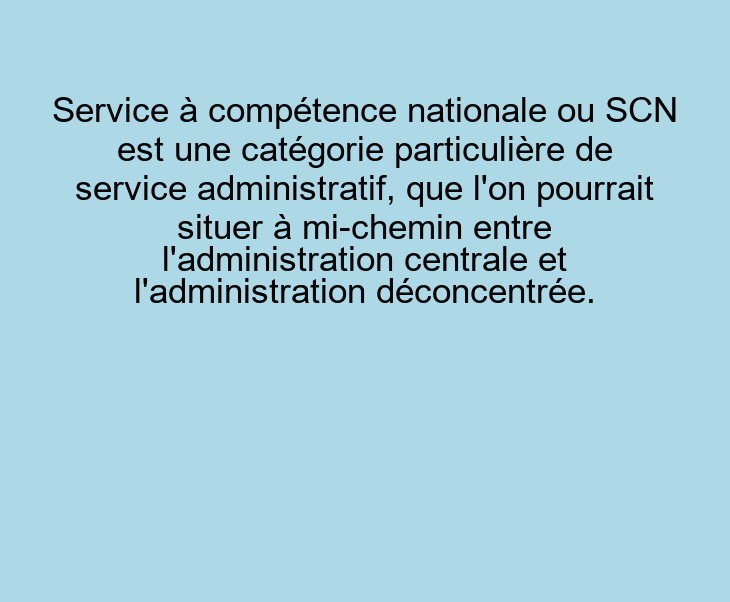 Service à compétence nationale ou SCN
est une catégorie particulière de
service administratif, que l'on pourrait
situer à mi-chemin entre
l'administration centrale et
l'administration déconcentrée.